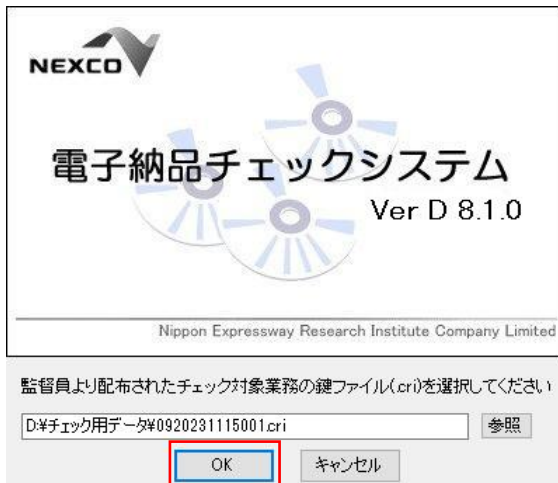 NEXCO
電子納品チェックシステム
Ver D 8.1.0
Nippon Expressway Research Institute Company Limited
監督員より配布されたチェック対象業務の鍵ファイル(.cri)を選択してください
D:¥チェック用データ¥0920231115001.cri
参照
OK
キャンセル